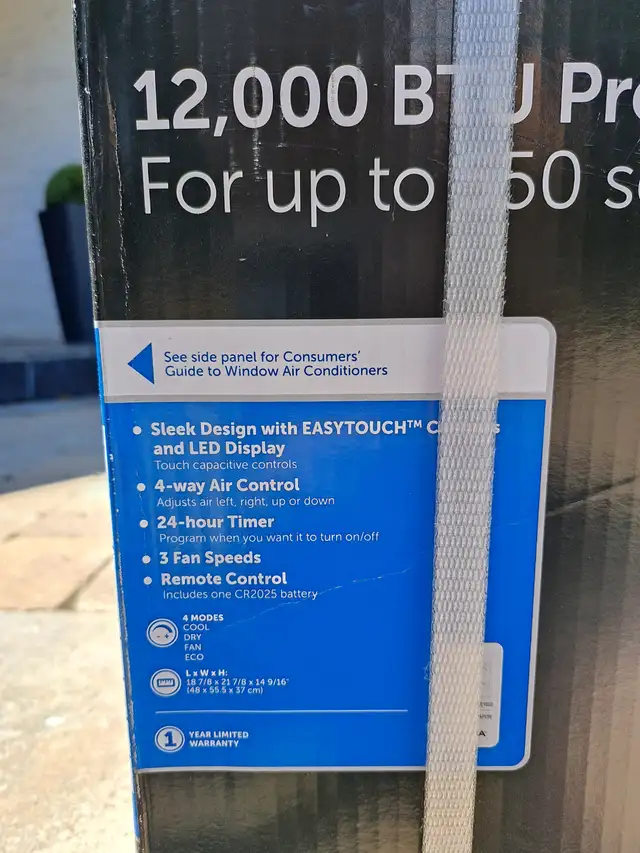 12,000 BTU
For up to 50
See side panel for Consumers'
Guide to Window Air Conditioners
• Sleek Design with EASYTOUCH™
and LED Display
Touch capacitive controls
• 4-way Air Control
Adjusts air left, right, up or down
• 24-hour Timer
Program when you want it to turn on/off
• 3 Fan Speeds
• Remote Control
Includes one CR2025 battery
4 MODES
COOL
DRY
FAN
ECO
L x W x H:
18 7/8 x 21 7/8 x 14 9/16"
(48 x 55.5 x 37 cm)
1 YEAR LIMITED
WARRANTY